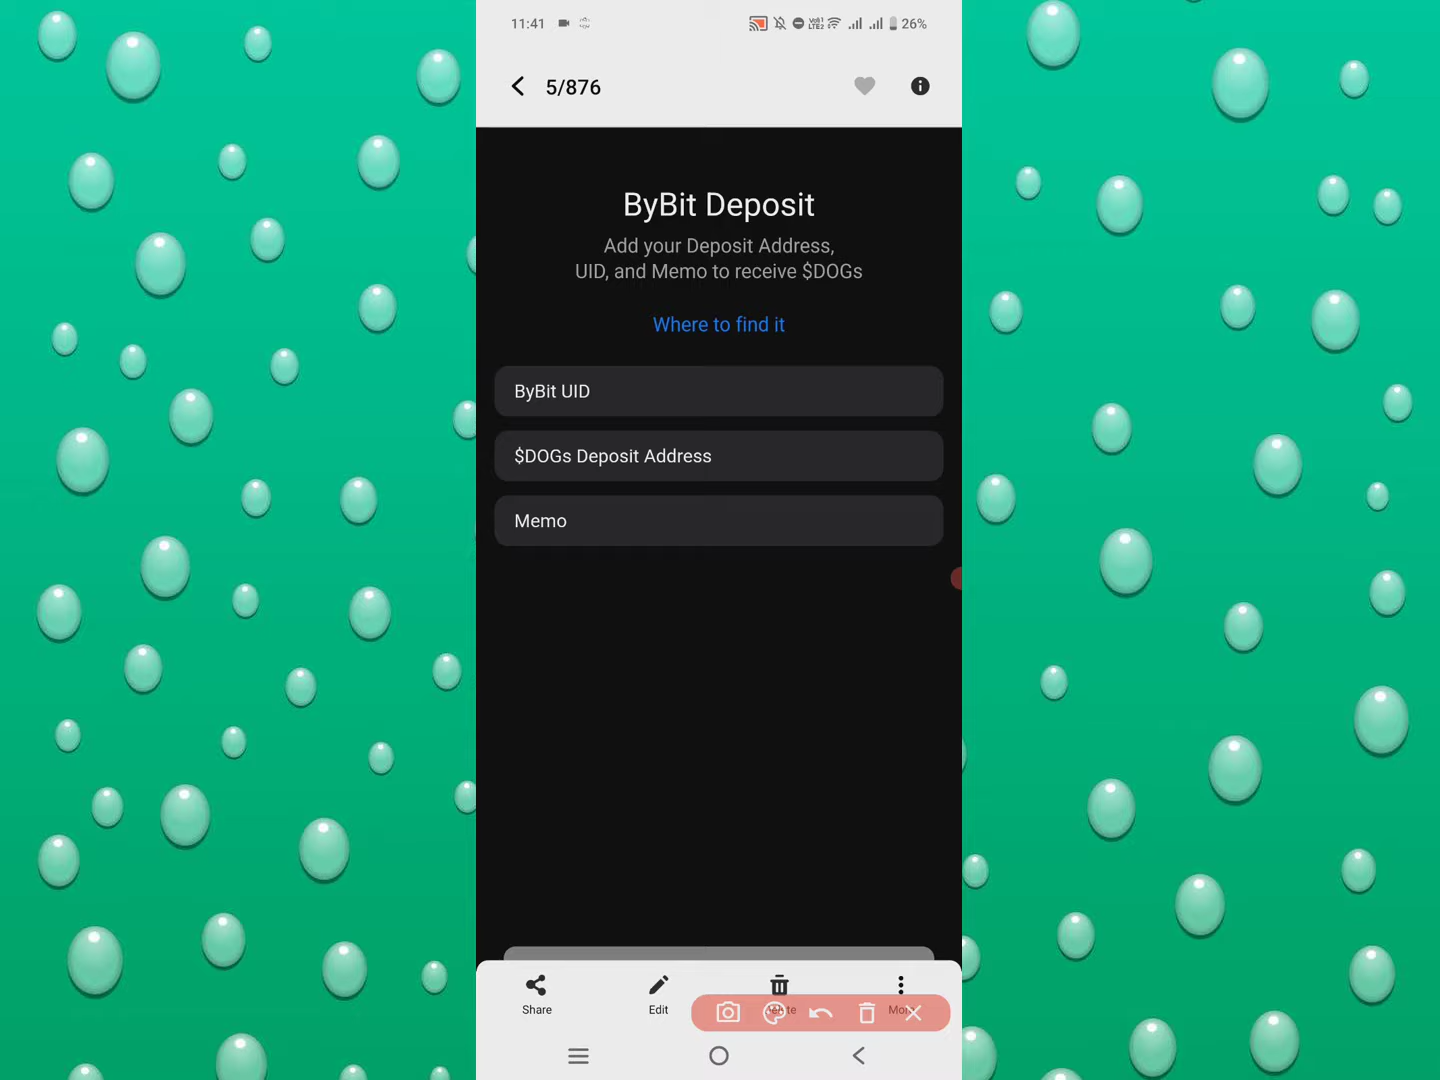 11:41
26%
5/876
ByBit Deposit
Add your Deposit Address,
UID, and Memo to receive $DOGs
Where to find it
ByBit UID
$DOGs Deposit Address
Memo
Share
Edit